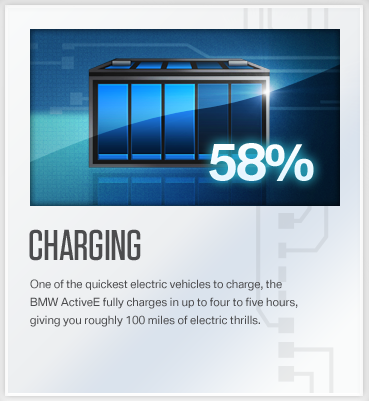 58%
CHARGING
One of the quickest electric vehicles to charge, the
BMW ActiveE fully charges in up to four to five hours,
giving you roughly 100 miles of electric thrills.